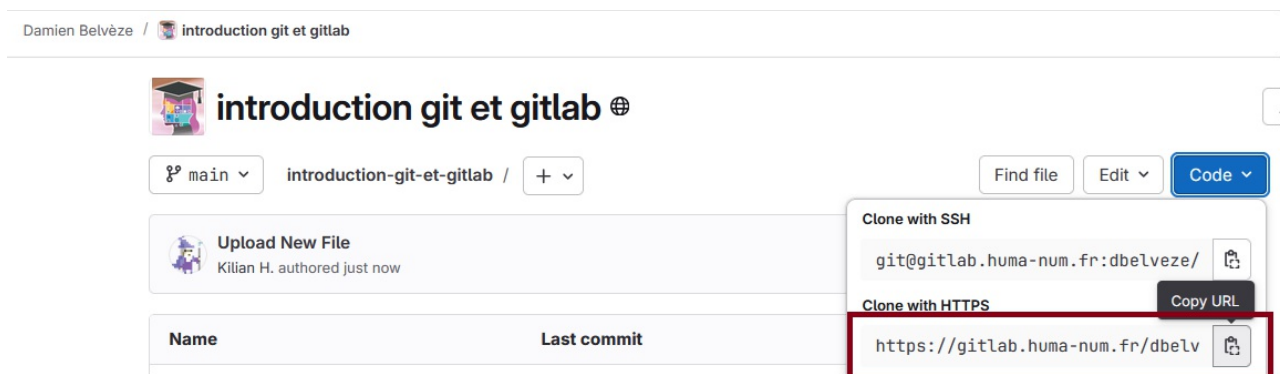 Damien Belvèze / introduction git et gitlab
introduction git et gitlab
main introduction-git-et-gitlab / + Find file Edit Code
Upload New File
Kilian H. authored just now
Clone with SSH
git@gitlab.huma-num.fr:dbelveze/
Clone with HTTPS
Copy URL
https://gitlab.huma-num.fr/dbelv
Name Last commit